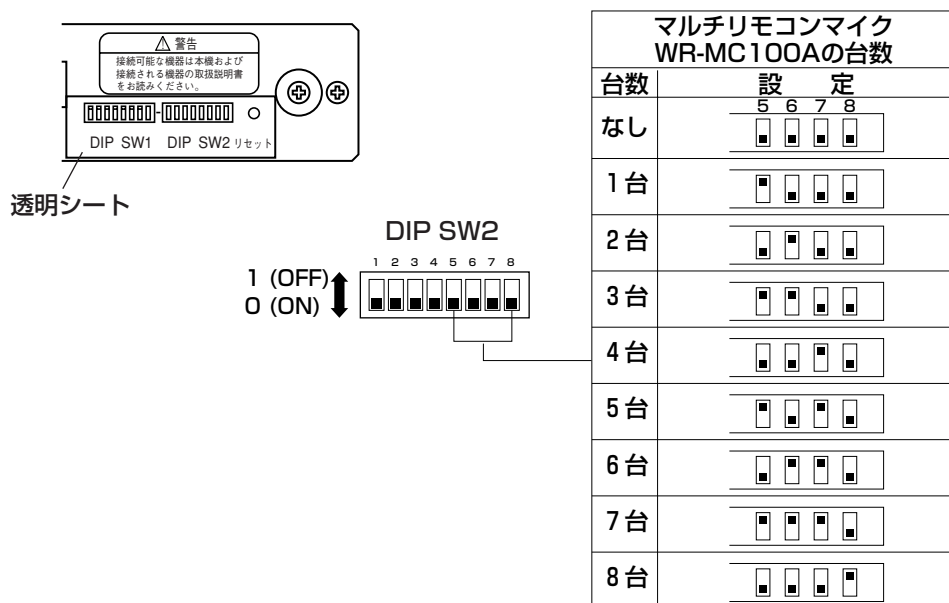 ⚠ 警告
接続可能な機器は本機および
接続される機器の取扱説明書
をお読みください。
DIP SW1 DIP SW2 リセット
透明シート
DIP SW2
1 2 3 4 5 6 7 8
1 (OFF)
0 (ON)
マルチリモコンマイク
WR-MC100Aの台数
台数 設 定
5 6 7 8
なし
1台
2台
3台
4台
5台
6台
7台
8台